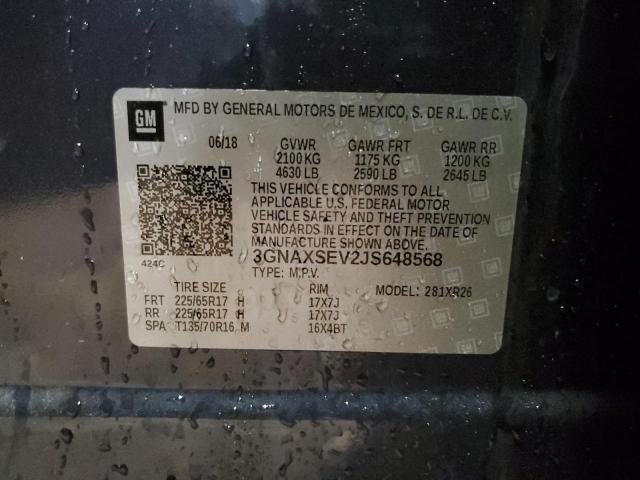 GM MFD BY GENERAL MOTORS DE MEXICO, S. DE R.L. DE C.V.
06/18 GVWR GAWR FRT GAWR RR
2100 KG 1175 KG 1200 KG
4630 LB 2590 LB 2645 LB
THIS VEHICLE CONFORMS TO ALL
APPLICABLE U.S. FEDERAL MOTOR
VEHICLE SAFETY AND THEFT PREVENTION
STANDARDS IN EFFECT ON THE DATE OF
MANUFACTURE SHOWN ABOVE.
424C 3GNAXSEV2JS648568
TYPE: M.P.V.
TIRE SIZE RIM MODEL: 281XR26
FRT 225/65R17 H 17X7J
RR 225/65R17 H 17X7J
SPA T135/70R16 M 16X4BT